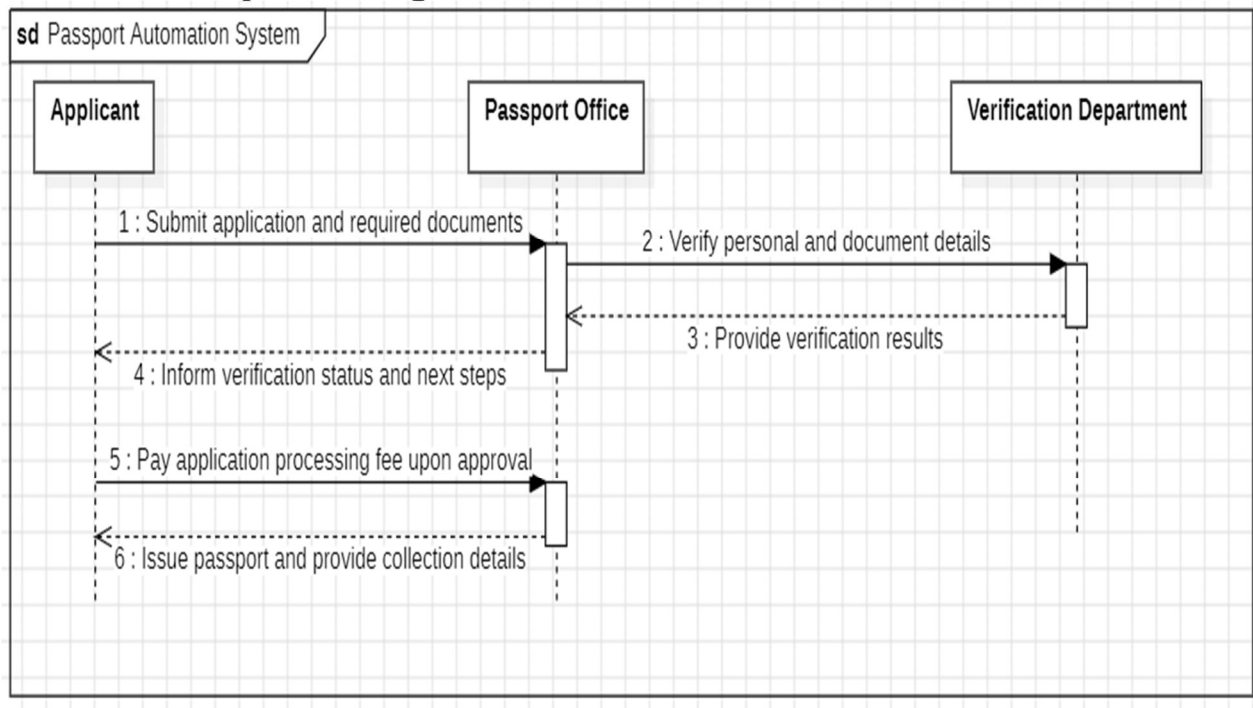 sd Passport Automation System
Applicant
Passport Office
Verification Department
1 : Submit application and required documents
2 : Verify personal and document details
3 : Provide verification results
4 : Inform verification status and next steps
5 : Pay application processing fee upon approval
6 : Issue passport and provide collection details